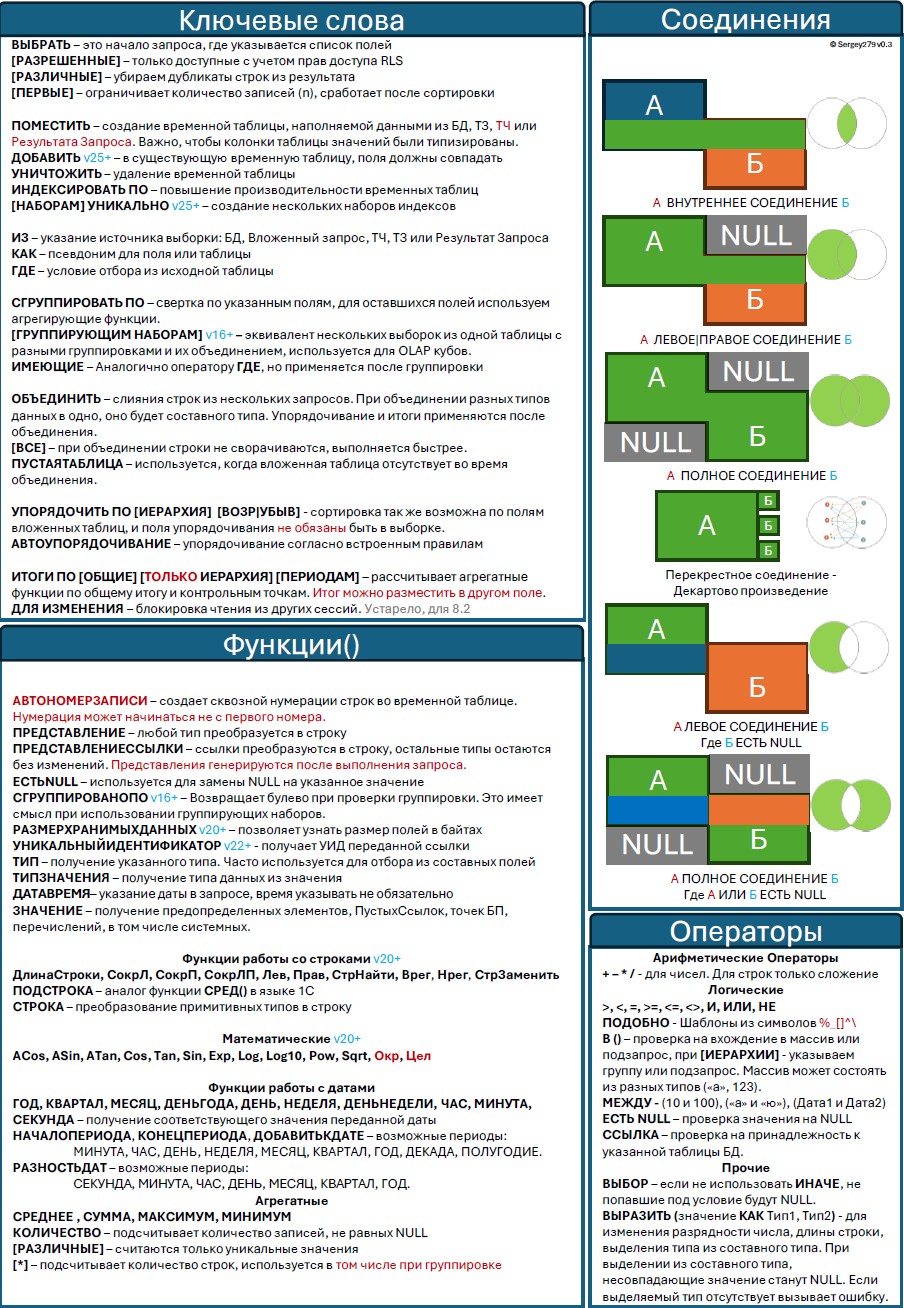 Ключевые слова
ВЫБРАТЬ – это начало запроса, где указывается список полей
[РАЗРЕШЕННЫЕ] – только доступные с учетом прав доступа RLS
[РАЗЛИЧНЫЕ] – убираем дубликаты строк из результата
[ПЕРВЫЕ] – ограничивает количество записей (n), сработает после сортировки
ПОМЕСТИТЬ – создание временной таблицы, наполняемой данными из БД, ТЗ, ТЧ или
Результата Запроса. Важно, чтобы колонки таблицы значений были типизированы.
ДОБАВИТЬ v25+ – в существующую временную таблицу, поля должны совпадать
УНИЧТОЖИТЬ – удаление временной таблицы
ИНДЕКСИРОВАТЬ ПО – повышение производительности временных таблиц
[НАБОРАМ] УНИКАЛЬНО v25+ – создание нескольких наборов индексов
ИЗ – указание источника выборки: БД, Вложенный запрос, ТЧ, ТЗ или Результат Запроса
КАК – псевдоним для поля или таблицы
ГДЕ – условие отбора из исходной таблицы
СГРУППИРОВАТЬ ПО – свертка по указанным полям, для оставшихся полей используем
агрегирующие функции.
[ГРУППИРУЮЩИМ НАБОРАМ] v16+ – эквивалент нескольких выборок из одной таблицы с
разными группировками и их объединением, используется для OLAP кубов.
ИМЕЮЩИЕ – Аналогично оператору ГДЕ, но применяется после группировки
ОБЪЕДИНИТЬ – слияния строк из нескольких запросов. При объединении разных типов
данных в одно, оно будет составного типа. Упорядочивание и итоги применяются после
объединения.
[ВСЕ] – при объединении строки не сворачиваются, выполняется быстрее.
ПУСТАЯТАБЛИЦА – используется, когда вложенная таблица отсутствует во время
объединения.
УПОРЯДОЧИТЬ ПО [ИЕРАРХИЯ] [ВОЗР|УБЫВ] - сортировка так же возможна по полям
вложенных таблиц, и поля упорядочивания не обязаны быть в выборке.
АВТОУПОРЯДОЧИВАНИЕ – упорядочивание согласно встроенным правилам
ИТОГИ ПО [ОБЩИЕ] [ТОЛЬКО ИЕРАРХИЯ] [ПЕРИОДАМ] – рассчитывает агрегатные
функции по общему итогу и контрольным точкам. Итог можно разместить в другом поле.
ДЛЯ ИЗМЕНЕНИЯ – блокировка чтения из других сессий. Устарело, для 8.2
Функции()
АВТОНОМЕРЗАПИСИ – создает сквозной нумерации строк во временной таблице.
Нумерация может начинаться не с первого номера.
ПРЕДСТАВЛЕНИЕ – любой тип преобразуется в строку
ПРЕДСТАВЛЕНИЕССЫЛКИ – ссылки преобразуются в строку, остальные типы остаются
без изменений. Представления генерируются после выполнения запроса.
ЕСТЬNULL – используется для замены NULL на указанное значение
СГРУППИРОВАНОПО v16+ – Возвращает булево при проверки группировки. Это имеет
смысл при использовании группирующих наборов.
РАЗМЕРХРАНИМЫХДАННЫХ v20+ – позволяет узнать размер полей в байтах
УНИКАЛЬНЫЙИДЕНТИФИКАТОР v22+ - получает УИД переданной ссылки
ТИП – получение указанного типа. Часто используется для отбора из составных полей
ТИПЗНАЧЕНИЯ – получение типа данных из значения
ДАТАВРЕМЯ– указание даты в запросе, время указывать не обязательно
ЗНАЧЕНИЕ – получение предопределенных элементов, ПустыхСсылок, точек БП,
перечислений, в том числе системных.
Функции работы со строками v20+
ДлинаСтроки, СокрЛ, СокрП, СокрЛП, Лев, Прав, СтрНайти, Врег, Нрег, СтрЗаменить
ПОДСТРОКА – аналог функции СРЕД() в языке 1С
СТРОКА – преобразование примитивных типов в строку
Математические v20+
ACos, ASin, ATan, Cos, Tan, Sin, Exp, Log, Log10, Pow, Sqrt, Окр, Цел
Функции работы с датами
ГОД, КВАРТАЛ, МЕСЯЦ, ДЕНЬГОДА, ДЕНЬ, НЕДЕЛЯ, ДЕНЬНЕДЕЛИ, ЧАС, МИНУТА,
СЕКУНДА – получение соответствующего значения переданной даты
НАЧАЛОПЕРИОДА, КОНЕЦПЕРИОДА, ДОБАВИТЬКДАТЕ – возможные периоды:
МИНУТА, ЧАС, ДЕНЬ, НЕДЕЛЯ, МЕСЯЦ, КВАРТАЛ, ГОД, ДЕКАДА, ПОЛУГОДИЕ.
РАЗНОСТЬДАТ – возможные периоды:
СЕКУНДА, МИНУТА, ЧАС, ДЕНЬ, МЕСЯЦ, КВАРТАЛ, ГОД.
Агрегатные
СРЕДНЕЕ , СУММА, МАКСИМУМ, МИНИМУМ
КОЛИЧЕСТВО – подсчитывает количество записей, не равных NULL
[РАЗЛИЧНЫЕ] – считаются только уникальные значения
[*] – подсчитывает количество строк, используется в том числе при группировке
Соединения
© Sergey279 v0.3
А
Б
А ВНУТРЕННЕЕ СОЕДИНЕНИЕ Б
А
NULL
Б
А ЛЕВОЕ|ПРАВОЕ СОЕДИНЕНИЕ Б
А
NULL
NULL
Б
А ПОЛНОЕ СОЕДИНЕНИЕ Б
А
Б
Б
Б
Перекрестное соединение -
Декартово произведение
А
Б
А ЛЕВОЕ СОЕДИНЕНИЕ Б
Где Б ЕСТЬ NULL
А
NULL
NULL
Б
А ПОЛНОЕ СОЕДИНЕНИЕ Б
Где А ИЛИ Б ЕСТЬ NULL
Операторы
Арифметические Операторы
+ – * / - для чисел. Для строк только сложение
Логические
>, <, =, >=, <=, <>, И, ИЛИ, НЕ
ПОДОБНО - Шаблоны из символов %_[]^\
В () – проверка на вхождение в массив или
подзапрос, при [ИЕРАРХИИ] - указываем
группу или подзапрос. Массив может состоять
из разных типов («а», 123).
МЕЖДУ - (10 и 100), («а» и «ю»), (Дата1 и Дата2)
ЕСТЬ NULL – проверка значения на NULL
ССЫЛКА – проверка на принадлежность к
указанной таблицы БД.
Прочие
ВЫБОР – если не использовать ИНАЧЕ, не
попавшие под условие будут NULL.
ВЫРАЗИТЬ (значение КАК Тип1, Тип2) - для
изменения разрядности числа, длины строки,
выделения типа из составного типа. При
выделении из составного типа,
несовпадающие значение станут NULL. Если
выделяемый тип отсутствует вызывает ошибку.